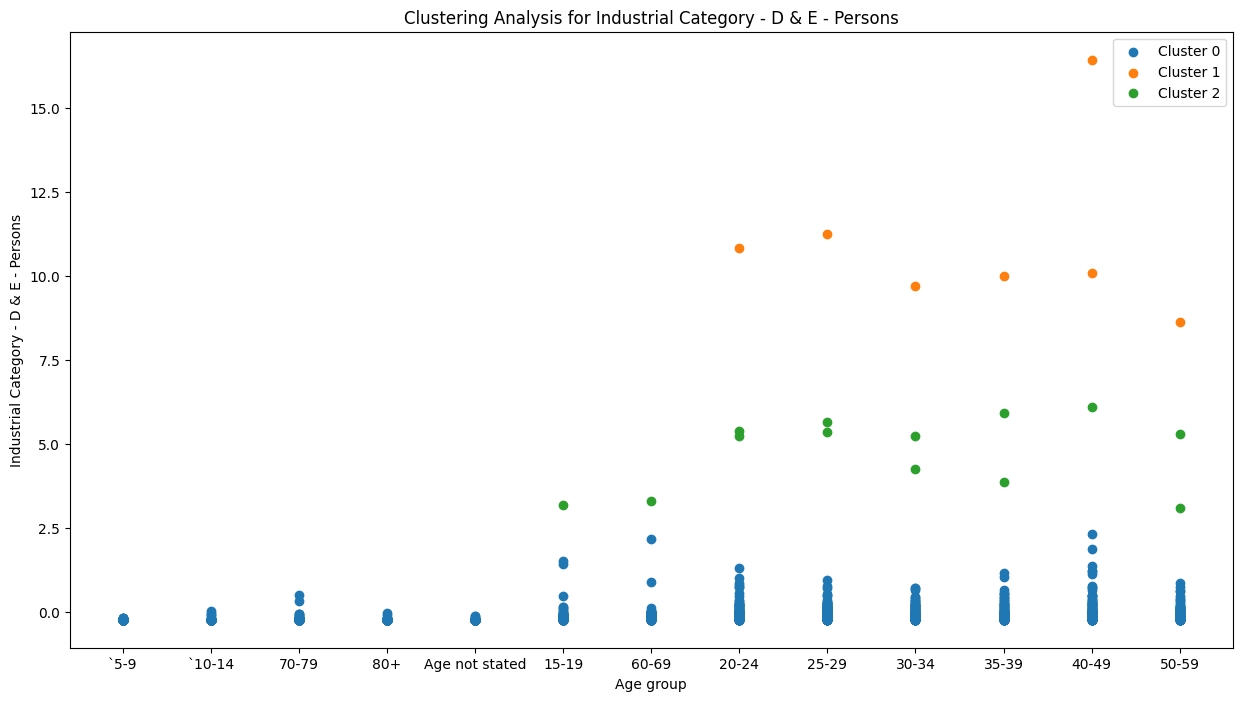 Clustering Analysis for Industrial Category - D & E - Persons
Cluster 0
Cluster 1
Cluster 2
Industrial Category - D & E - Persons
15.0
12.5
10.0
7.5
5.0
2.5
0.0
`5-9 `10-14 70-79 80+ Age not stated 15-19 60-69 20-24 25-29 30-34 35-39 40-49 50-59
Age group